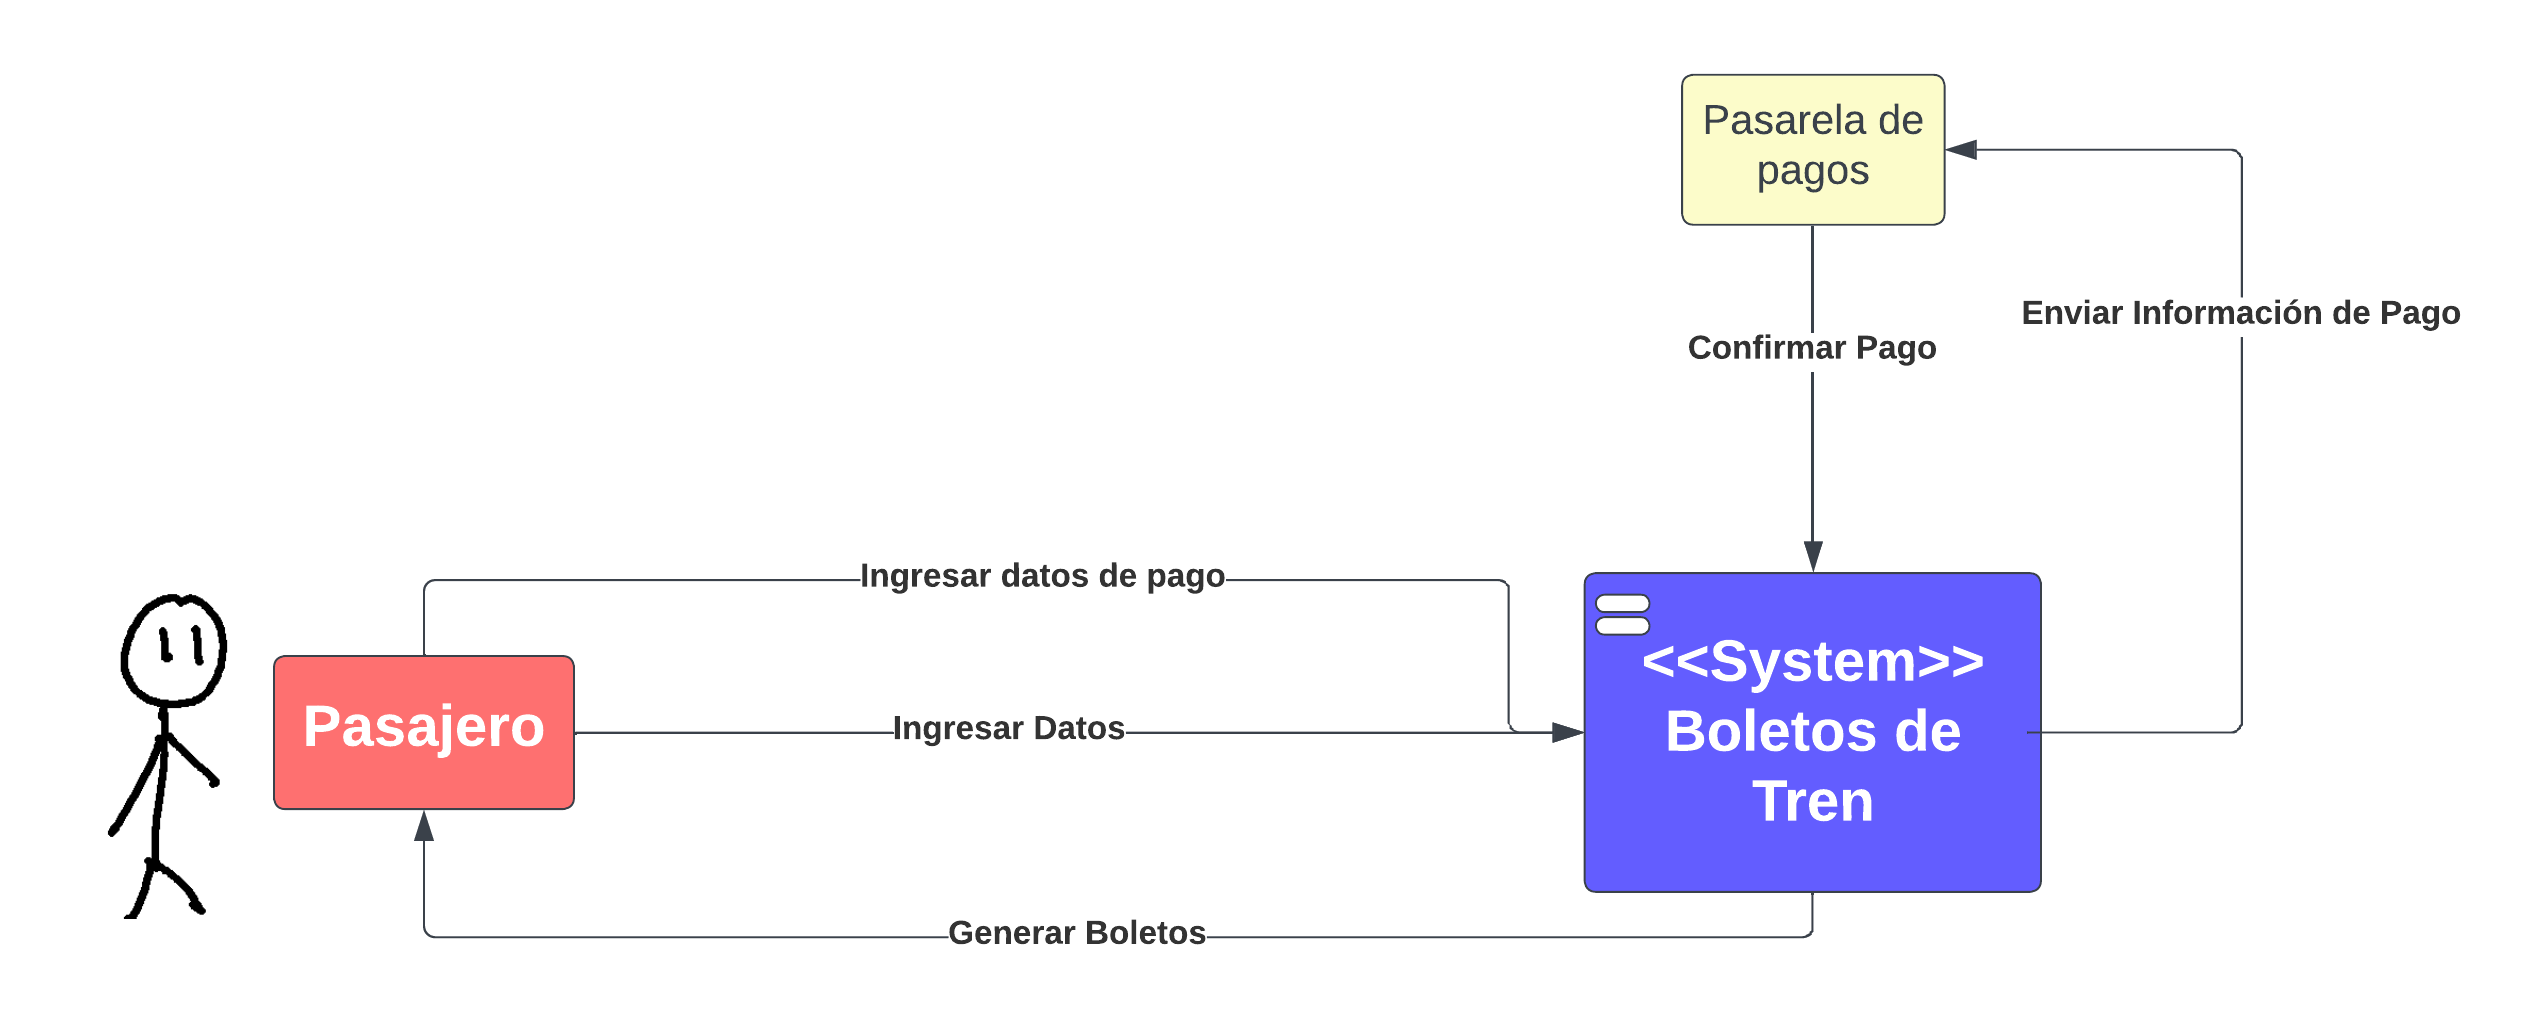 Pasarela de
pagos
Enviar Información de Pago
Confirmar Pago
Ingresar datos de pago
<<System>>
Boletos de
Tren
Pasajero
Ingresar Datos
Generar Boletos